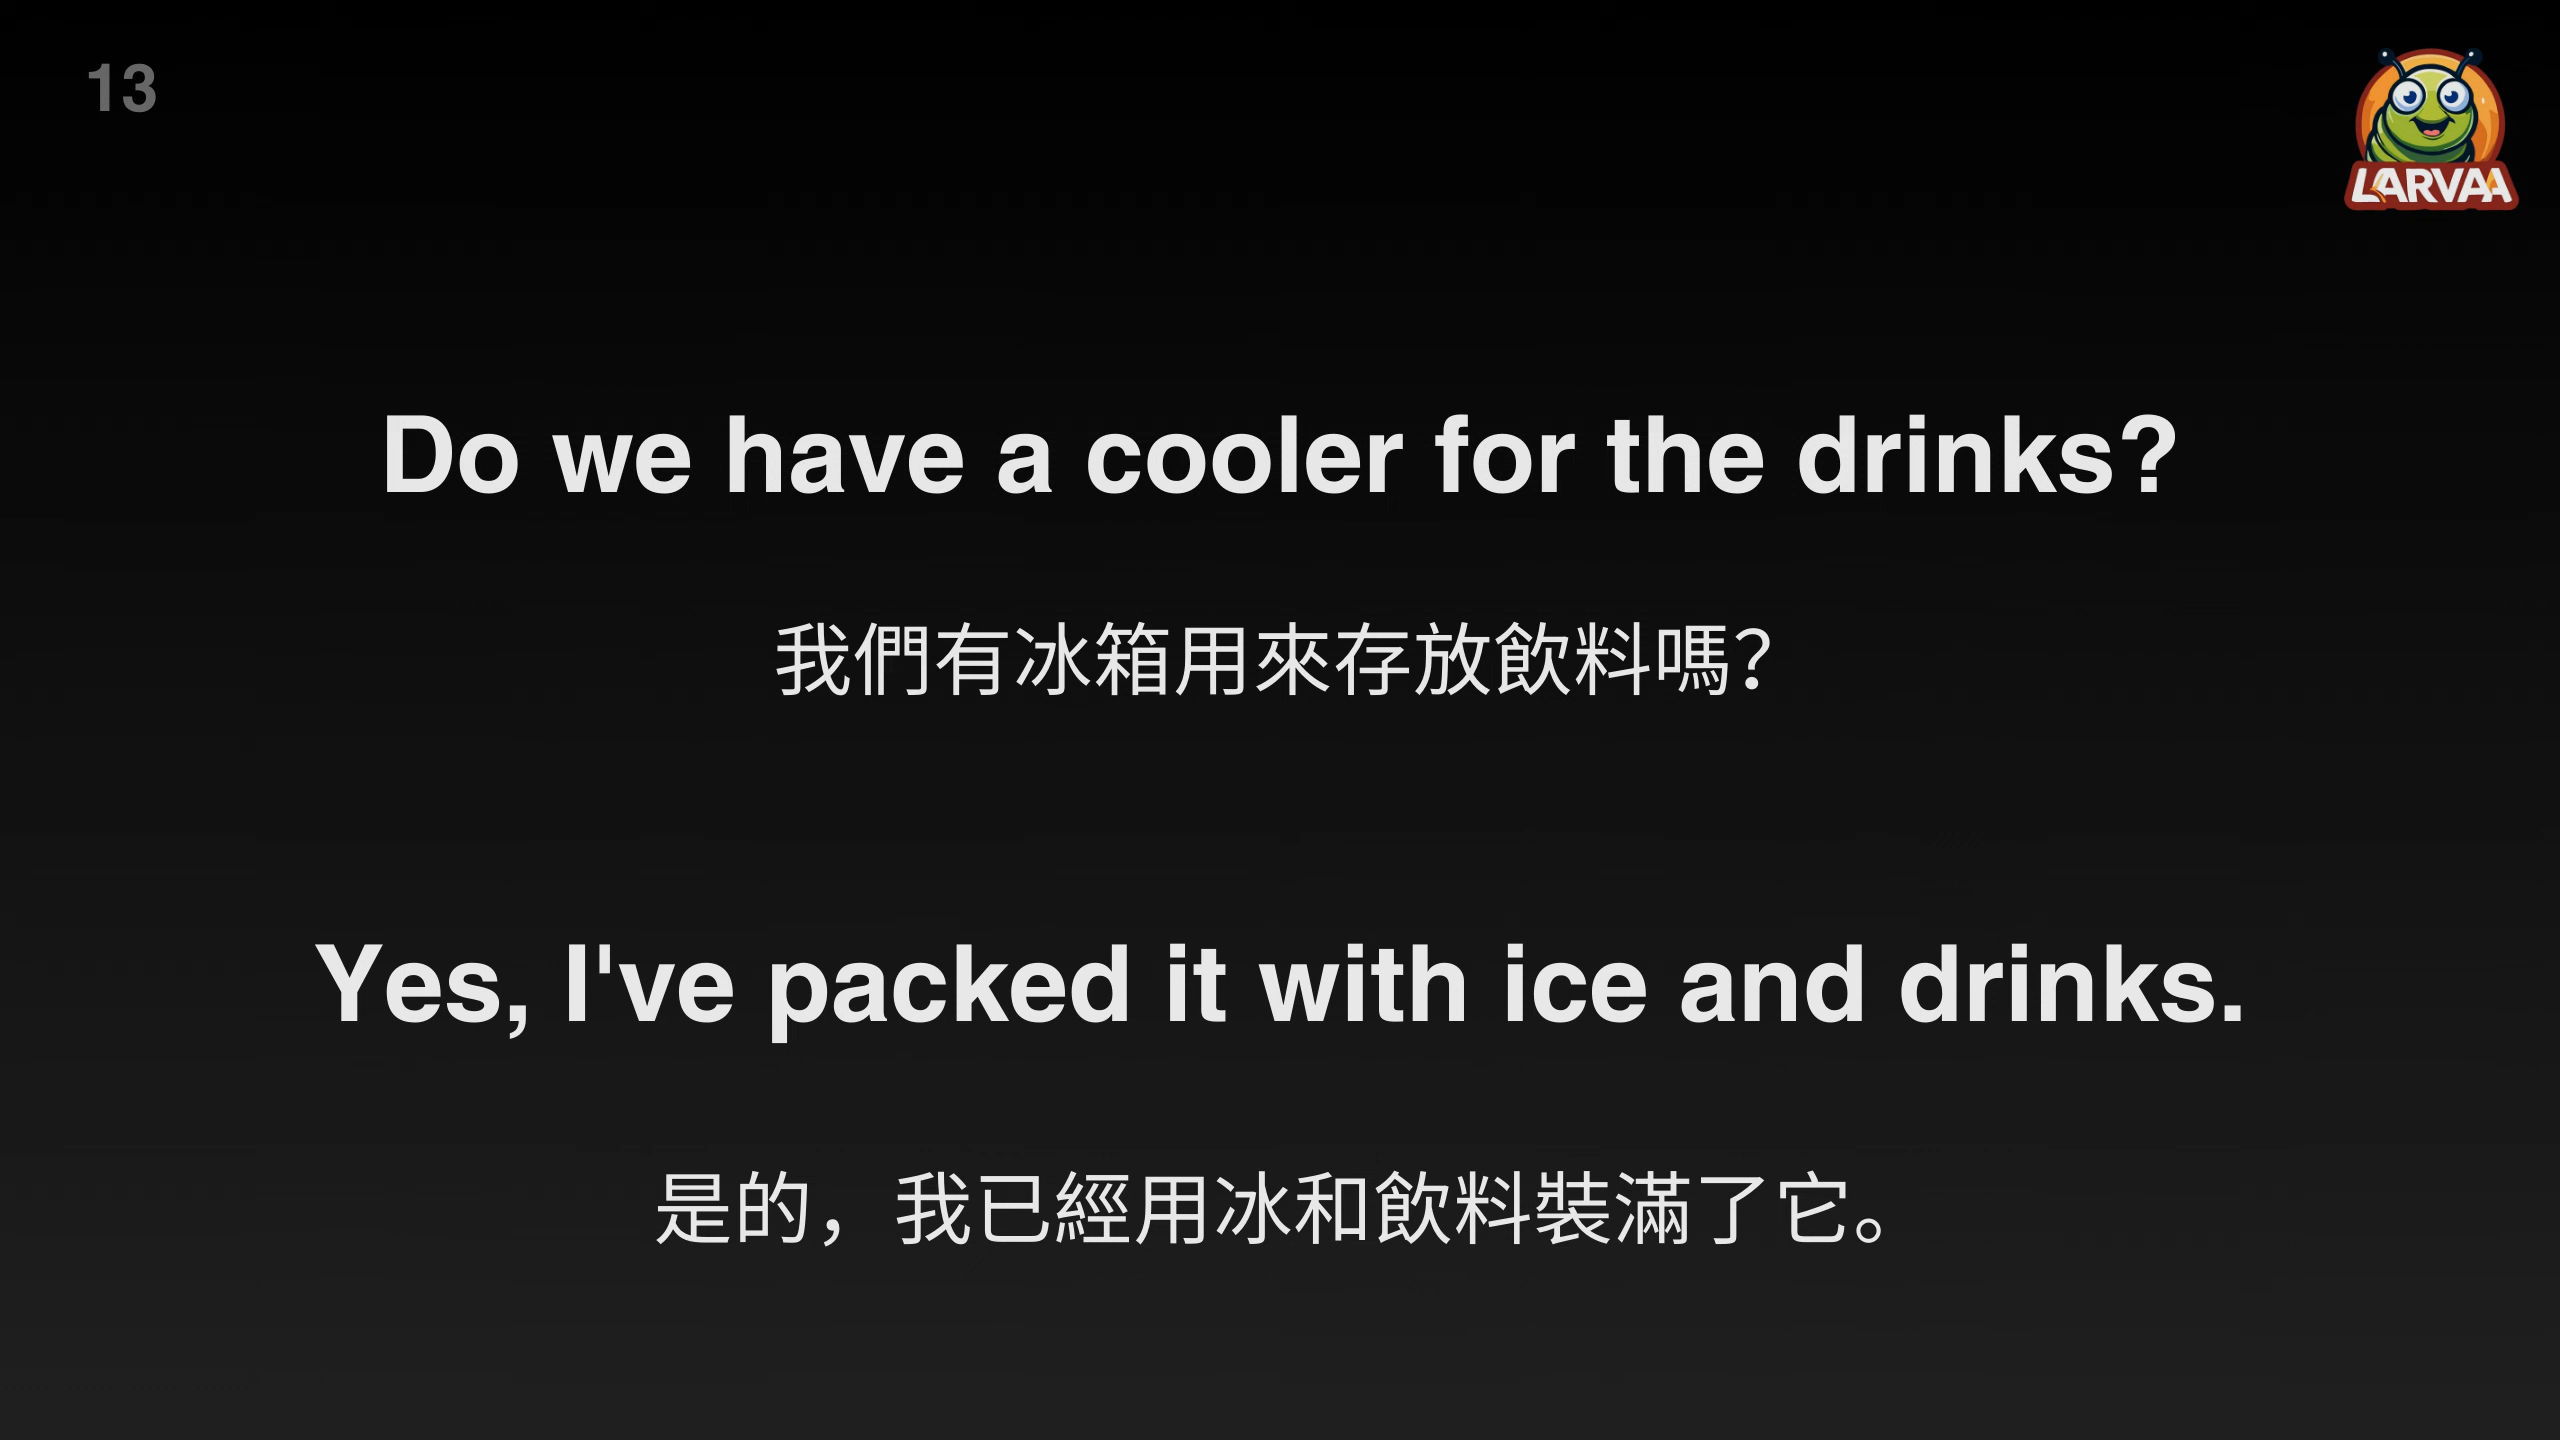 13
LARVAA
Do we have a cooler for the drinks?
我們有冰箱用來存放飲料嗎？
Yes, I've packed it with ice and drinks.
是的，我已經用冰和飲料裝滿了它。